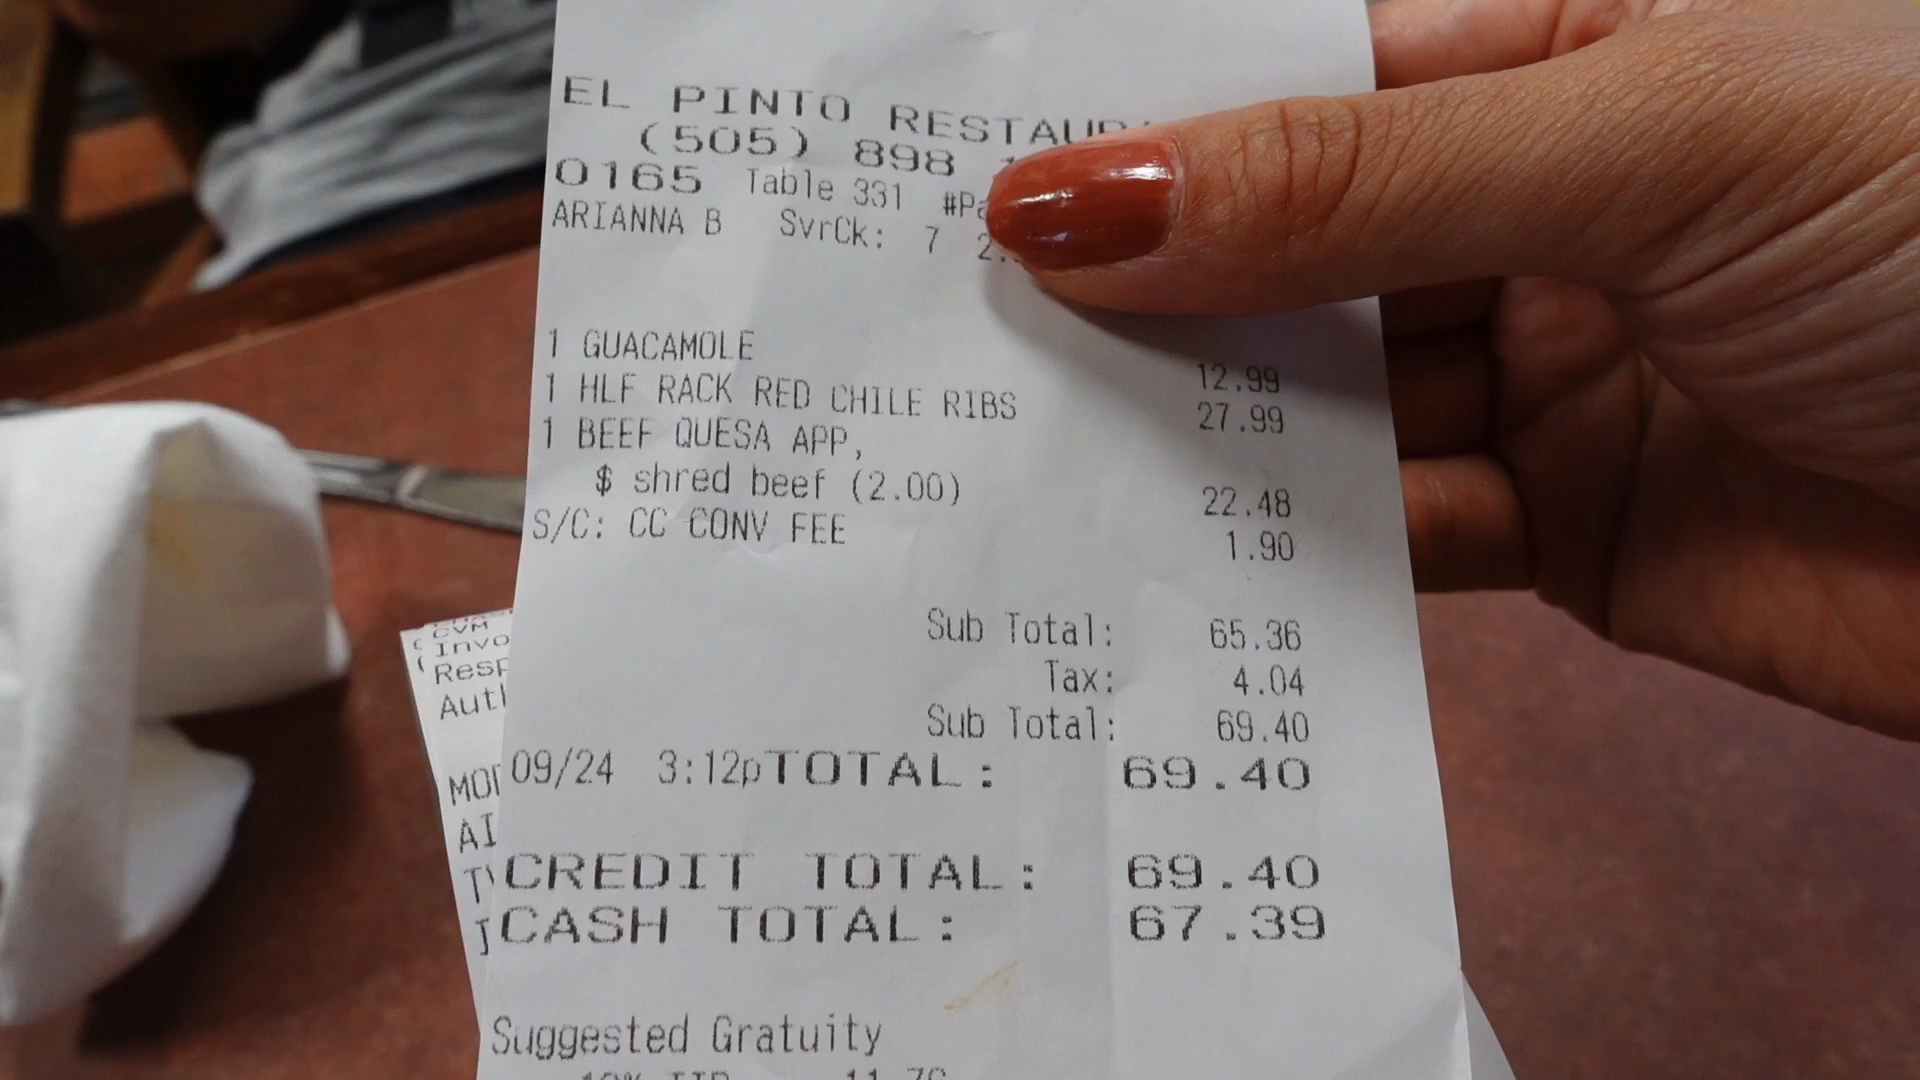 EL PINTO
(505) 898
0165 Table 331
ARIANNA B SvrCk: 7
1 GUACAMOLE 12.99
1 HLF RACK RED CHILE RIBS 27.99
1 BEEF QUESA APP,
$ shred beef (2.00) 22.48
S/C: CC CONV FEE 1.90
Sub Total: 65.36
Tax: 4.04
Sub Total: 69.40
09/24 3:12pTOTAL: 69.40
CREDIT TOTAL: 69.40
CASH TOTAL: 67.39
Suggested Gratuity
CVM